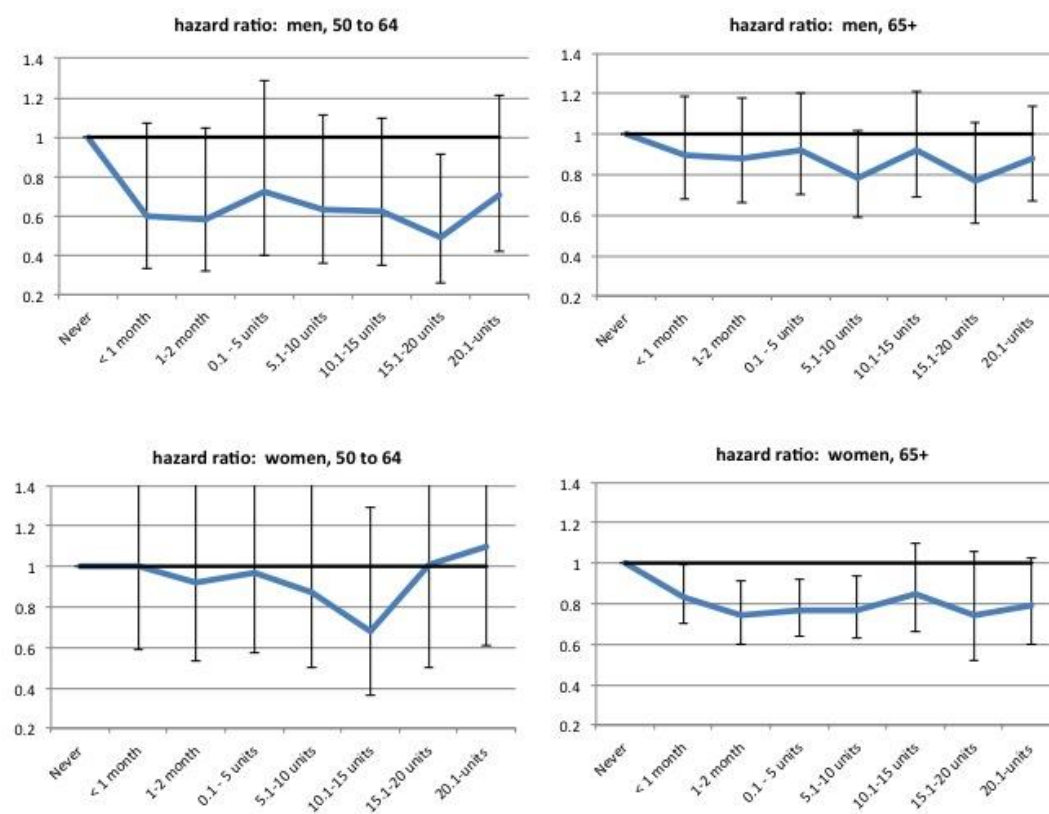 hazard ratio: men, 50 to 64
1.4
1.2
1
0.8
0.6
0.4
0.2
Never
< 1 month
1-2 month
0.1 - 5 units
5.1-10 units
10.1-15 units
15.1-20 units
20.1-units
hazard ratio: men, 65+
1.4
1.2
1
0.8
0.6
0.4
0.2
Never
< 1 month
1-2 month
0.1 - 5 units
5.1-10 units
10.1-15 units
15.1-20 units
20.1-units
hazard ratio: women, 50 to 64
1.4
1.2
1
0.8
0.6
0.4
0.2
Never
< 1 month
1-2 month
0.1 - 5 units
5.1-10 units
10.1-15 units
15.1-20 units
20.1-units
hazard ratio: women, 65+
1.4
1.2
1
0.8
0.6
0.4
0.2
Never
< 1 month
1-2 month
0.1 - 5 units
5.1-10 units
10.1-15 units
15.1-20 units
20.1-units